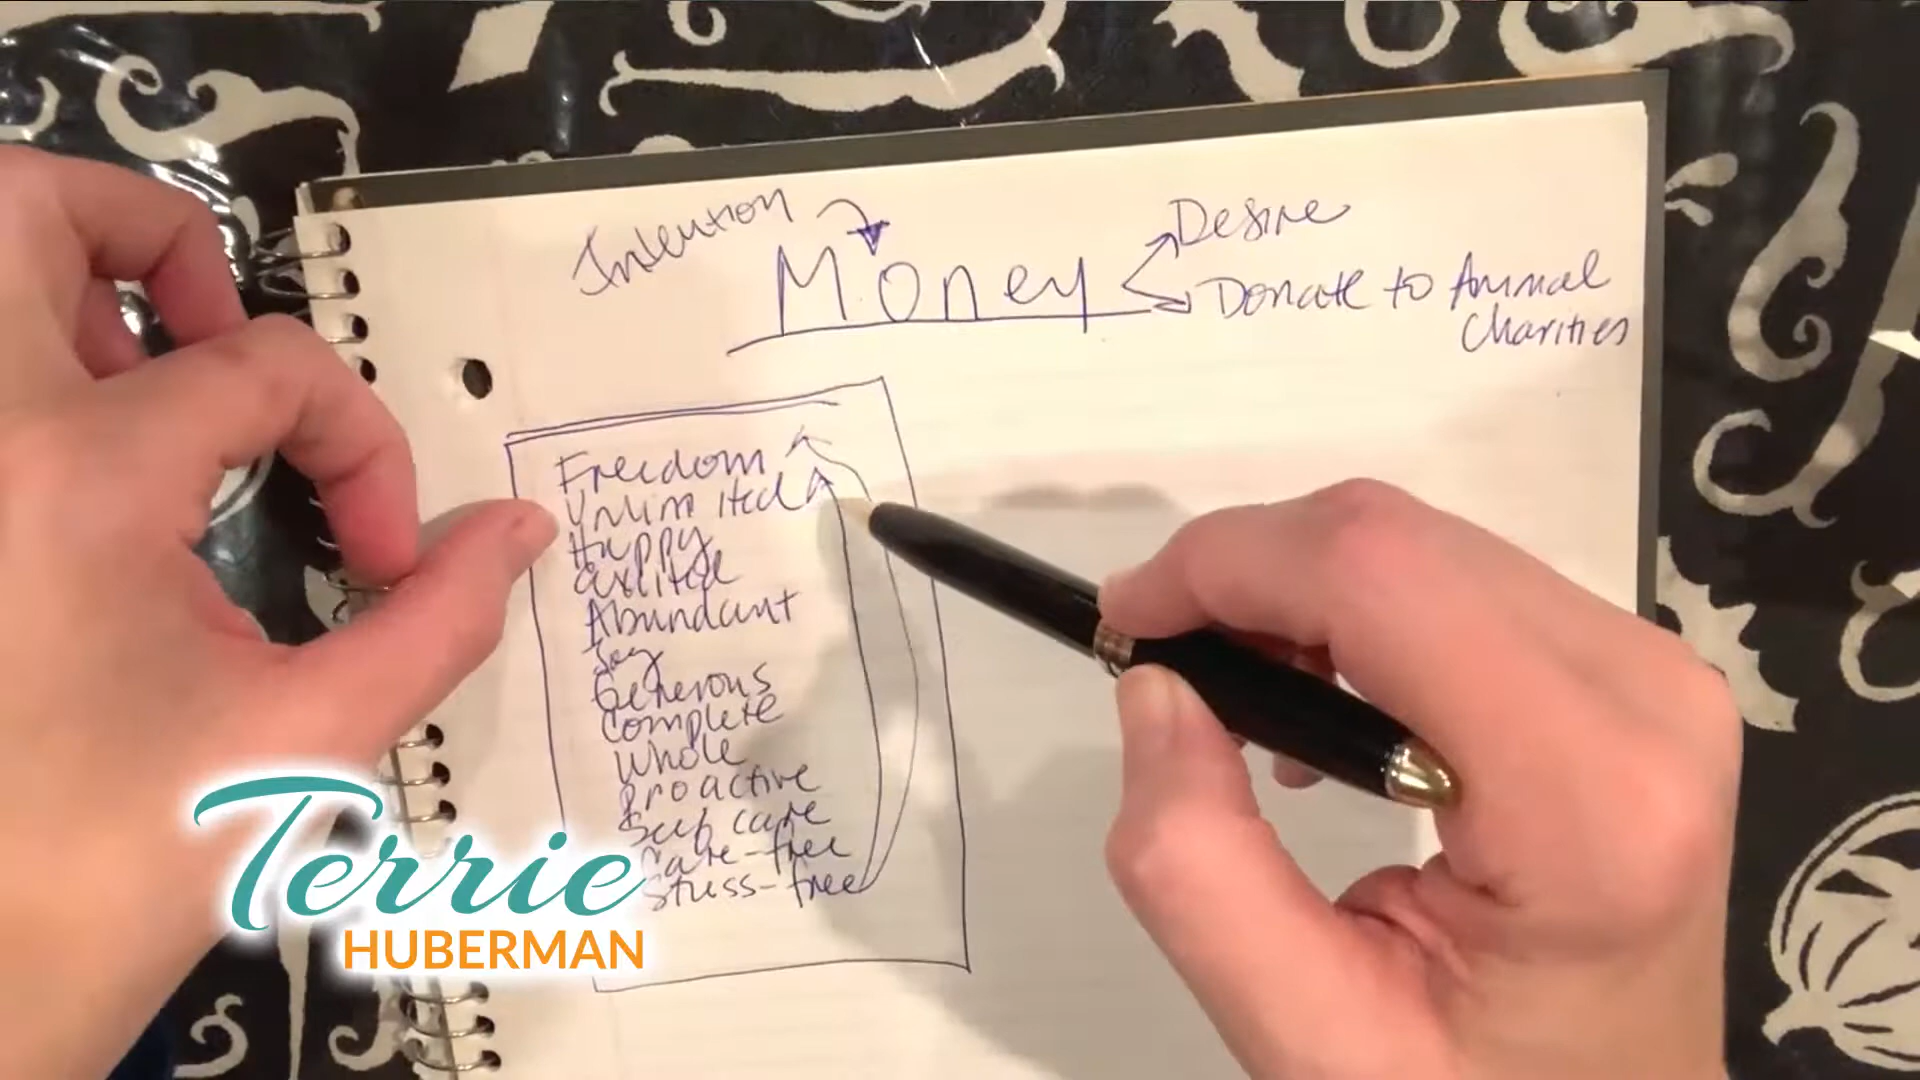 Intention
Money
Desire
Donate to Animal
Charities
Freedom
Unlimited
Happy
Excited
Abundant
Joy
Generous
Complete
Whole
Proactive
Self care
Care-free
Stress-free
Terrie
HUBERMAN